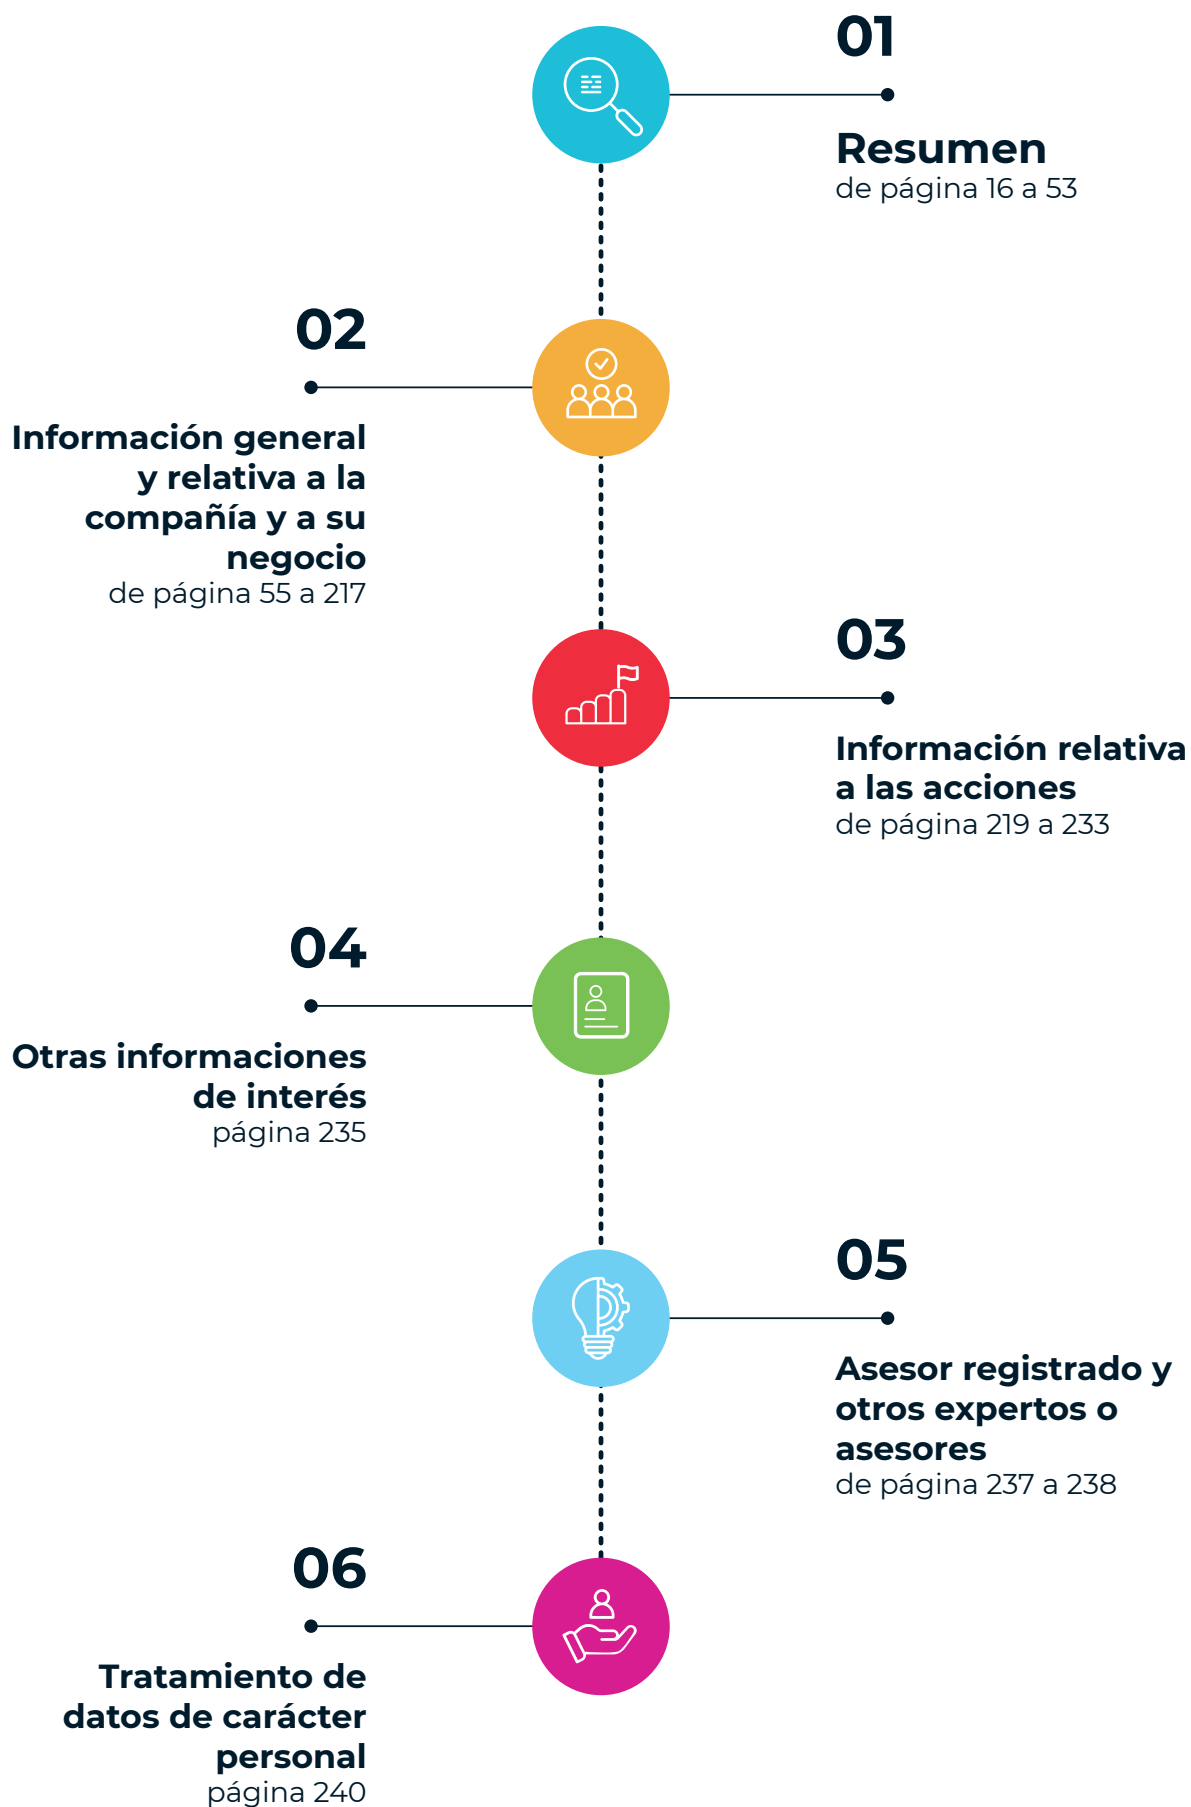 01
Resumen
de página 16 a 53
02
Información general
y relativa a la
compañía y a su
negocio
de página 55 a 217
03
Información relativa
a las acciones
de página 219 a 233
04
Otras informaciones
de interés
página 235
05
Asesor registrado y
otros expertos o
asesores
de página 237 a 238
06
Tratamiento de
datos de carácter
personal
página 240